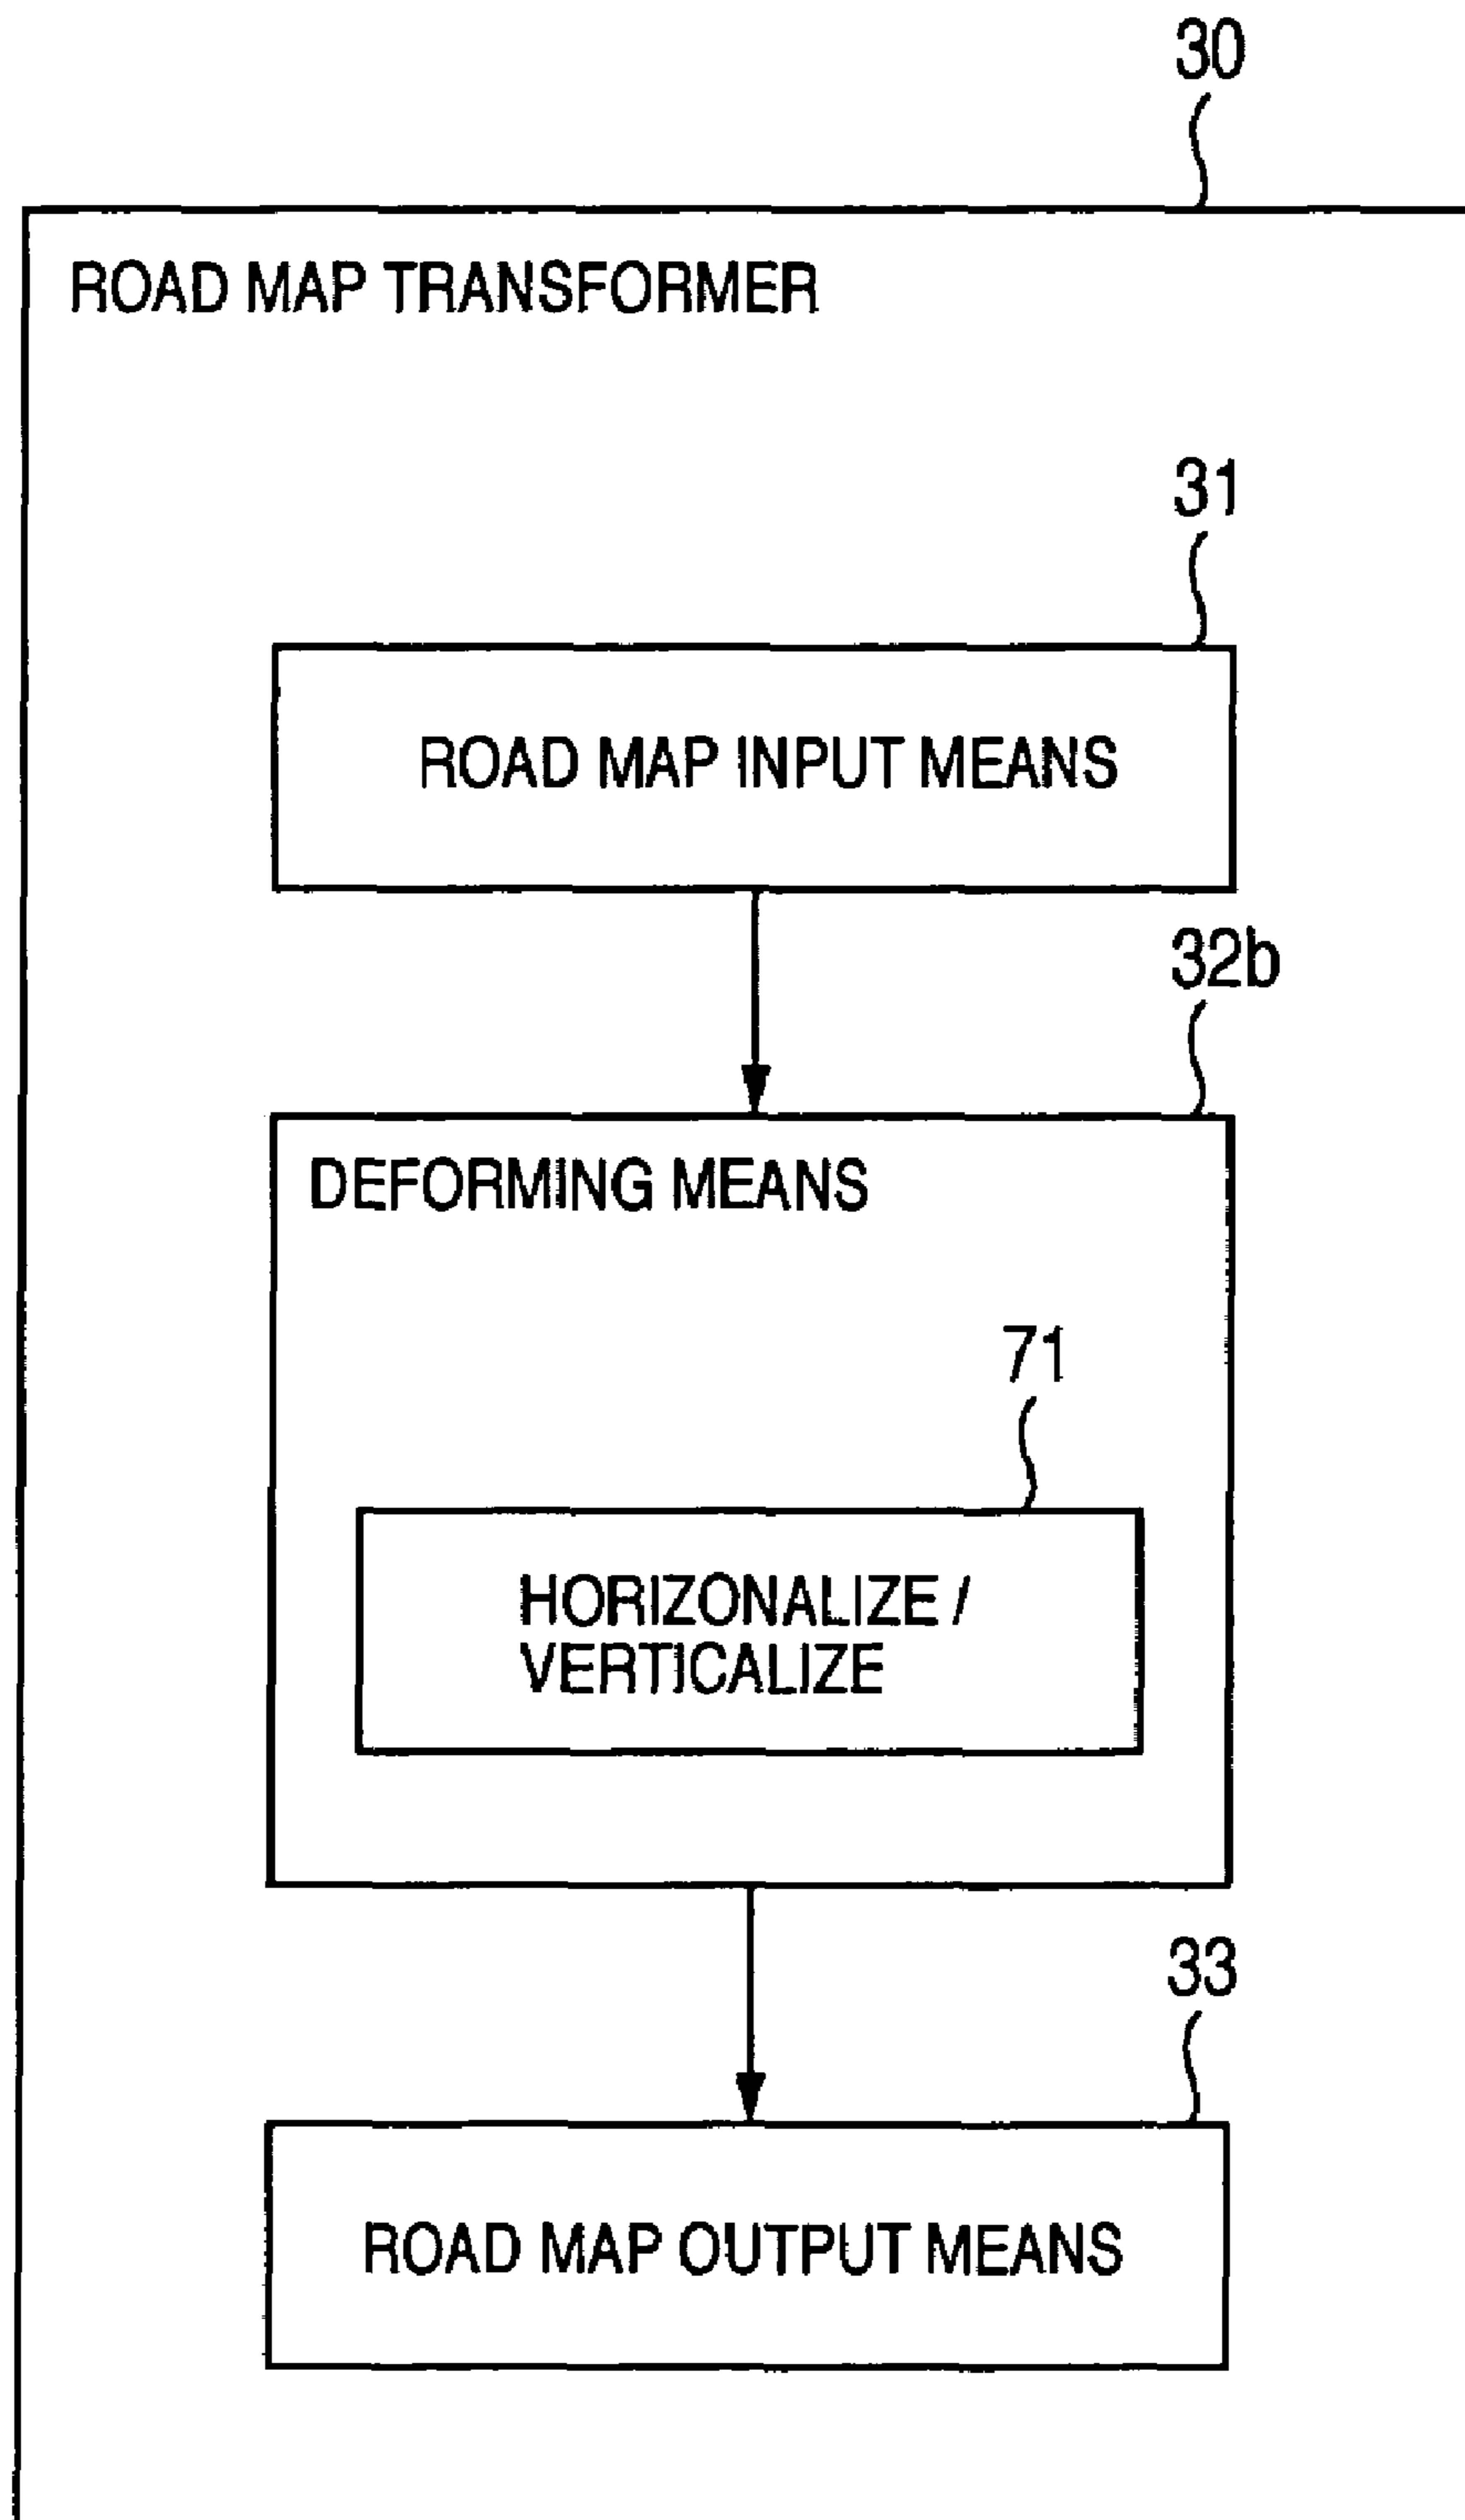 30
ROAD MAP TRANSFORMER
31
ROAD MAP INPUT MEANS
32b
DEFORMING MEANS
71
HORIZONALIZE /
VERTICALIZE
33
ROAD MAP OUTPUT MEANS